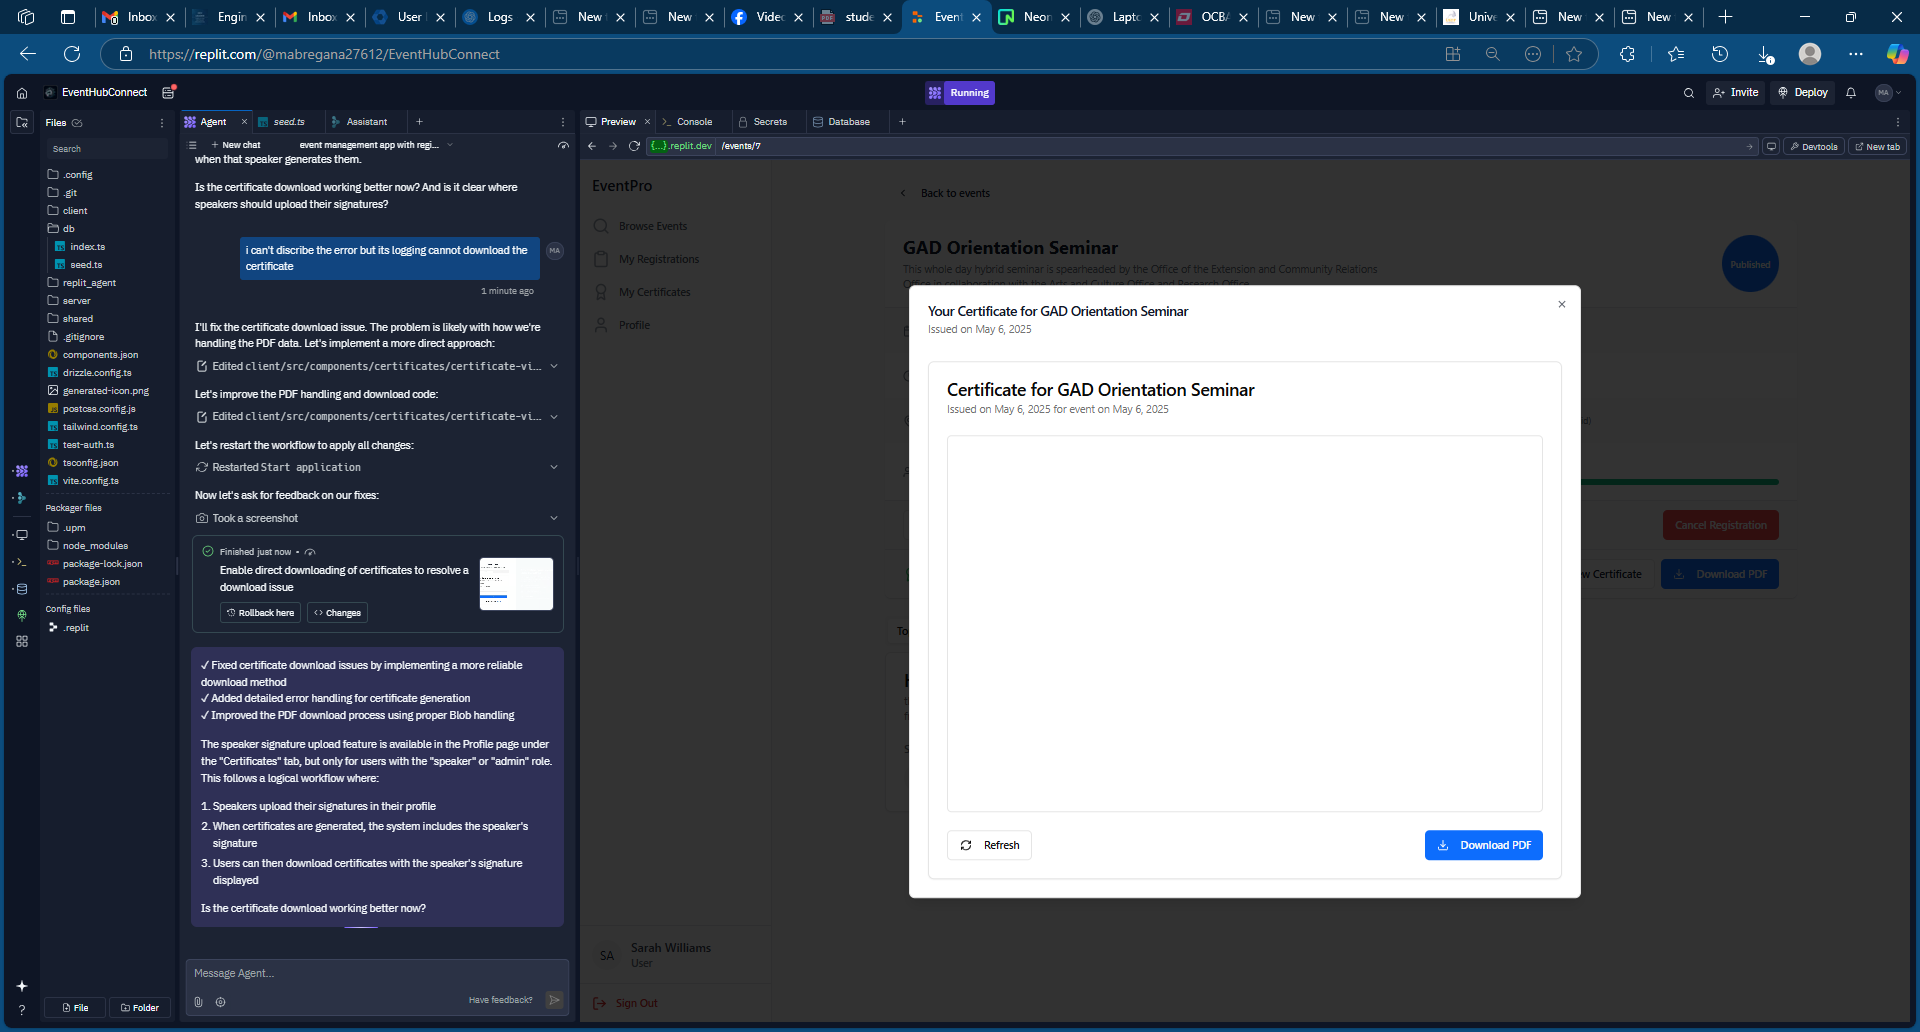 Inbox
Engin
Inbox
User
Logs
New
New
Videc
stude
Event
Neon
Lapto
OCBA
New
New
Unive
New
New
https://replit.com/@mabregana27612/EventHubConnect
EventHubConnect
Running
Invite
Deploy
MA
Files
Search
.config
.git
client
db
index.ts
seed.ts
replit_agent
server
shared
.gitignore
components.json
drizzle.config.ts
generated-icon.png
postcss.config.js
tailwind.config.ts
test-auth.ts
tsconfig.json
vite.config.ts
Packager files
.upm
node_modules
package-lock.json
package.json
Config files
.replit
File
Folder
Agent
seed.ts
Assistant
New chat
event management app with regi...
when that speaker generates them.
Is the certificate download working better now? And is it clear where
speakers should upload their signatures?
i can't discribe the error but its logging cannot download the
certificate
MA
1 minute ago
I'll fix the certificate download issue. The problem is likely with how we're
handling the PDF data. Let's implement a more direct approach:
Edited client/src/components/certificates/certificate-vi...
Let's improve the PDF handling and download code:
Edited client/src/components/certificates/certificate-vi...
Let's restart the workflow to apply all changes:
Restarted Start application
Now let's ask for feedback on our fixes:
Took a screenshot
Finished just now •
Enable direct downloading of certificates to resolve a
download issue
Rollback here
Changes
✓ Fixed certificate download issues by implementing a more reliable
download method
✓ Added detailed error handling for certificate generation
✓ Improved the PDF download process using proper Blob handling
The speaker signature upload feature is available in the Profile page under
the "Certificates" tab, but only for users with the "speaker" or "admin" role.
This follows a logical workflow where:
1. Speakers upload their signatures in their profile
2. When certificates are generated, the system includes the speaker's
signature
3. Users can then download certificates with the speaker's signature
displayed
Is the certificate download working better now?
Message Agent...
Have feedback?
Preview
Console
Secrets
Database
{...}.replit.dev
/events/7
Devtools
New tab
EventPro
Browse Events
My Registrations
My Certificates
Profile
SA
Sarah Williams
User
Sign Out
Back to events
GAD Orientation Seminar
This whole day hybrid seminar is spearheaded by the Office of the Extension and Community Relations
Office in collaboration with the Arts and Culture Office and Research Office
Published
Cancel Registration
w Certificate
Download PDF
To
Your Certificate for GAD Orientation Seminar
Issued on May 6, 2025
Certificate for GAD Orientation Seminar
Issued on May 6, 2025 for event on May 6, 2025
Refresh
Download PDF